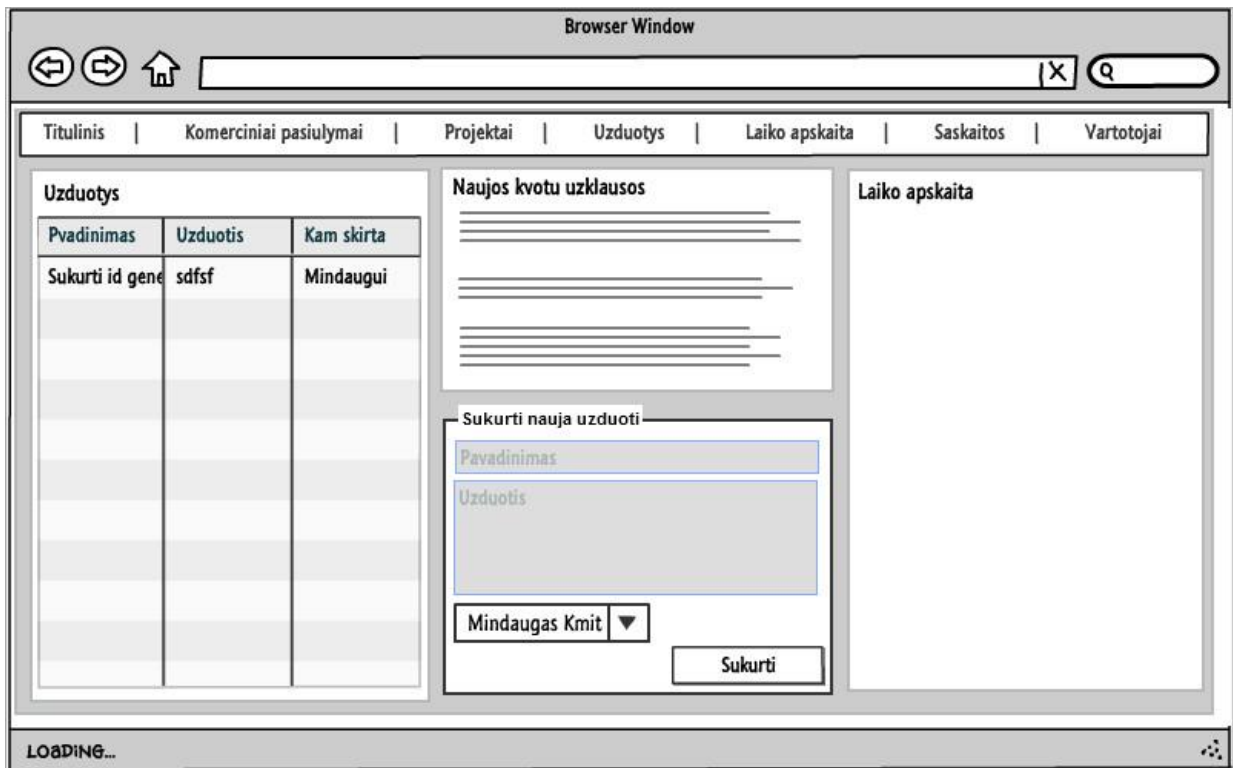 Browser Window
Titulinis | Komerciniai pasiulymai | Projektai | Uzduotys | Laiko apskaita | Saskaitos | Vartotojai
Uzduotys
Pvadinimas Uzduotis Kam skirta
Sukurti id gene sdfsf Mindaugui
Naujos kvotu uzklausos
Sukurti nauja uzduoti
Pavadinimas
Uzduotis
Mindaugas Kmit
Sukurti
Laiko apskaita
LOADING...